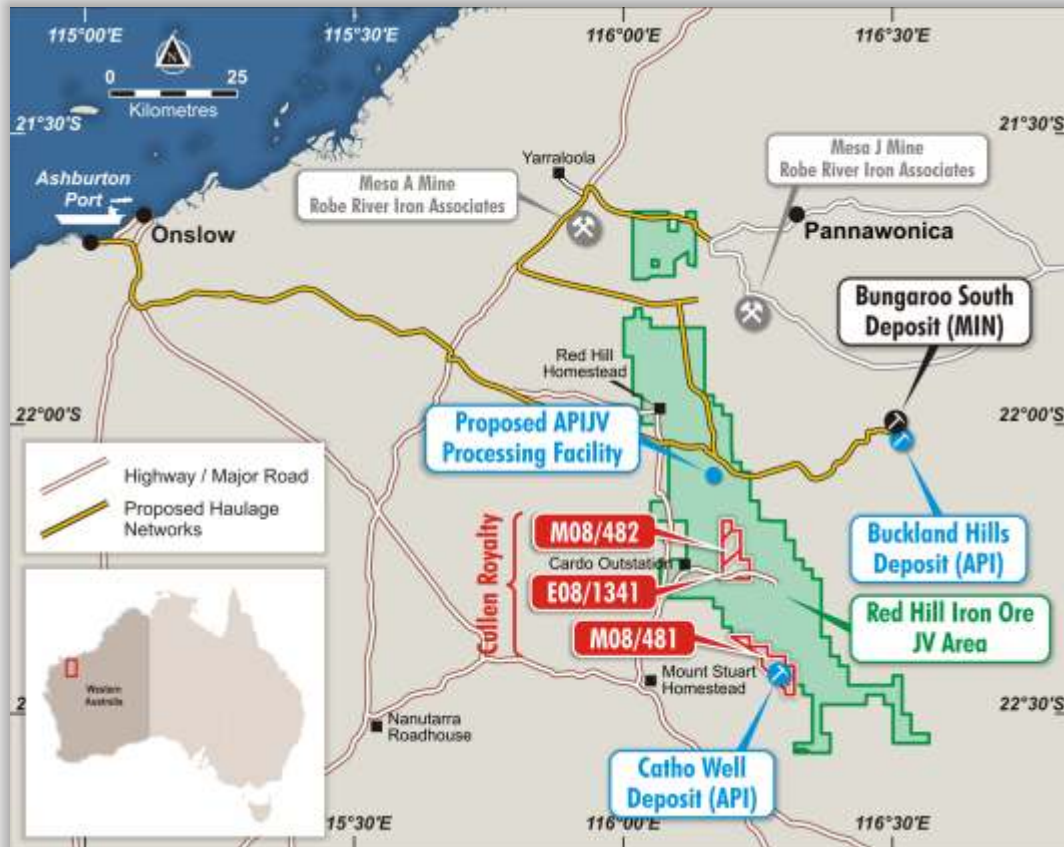 115°00'E
115°30'E
116°00'E
116°30'E
N
0 25
Kilometres
21°30'S
21°30'S
Yarraloola
Mesa J Mine
Robe River Iron Associates
Mesa A Mine
Robe River Iron Associates
Ashburton
Port
Onslow
Pannawonica
Bungaroo South
Deposit (MIN)
Red Hill
Homestead
22°00'S
22°00'S
Proposed APIJV
Processing Facility
Highway / Major Road
Proposed Haulage
Networks
Cullen Royalty
M08/482
Cardo Outstation
E08/1341
M08/481
Buckland Hills
Deposit (API)
Red Hill Iron Ore
JV Area
Mount Stuart
Homestead
Western
Australia
Nanutarra
Roadhouse
22°30'S
Catho Well
Deposit (API)
15°30'E
116°00'E
116°30'E